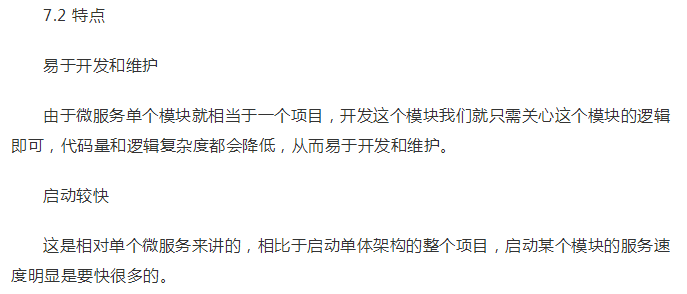 7.2 特点
易于开发和维护
由于微服务单个模块就相当于一个项目，开发这个模块我们就只需关心这个模块的逻辑
即可，代码量和逻辑复杂度都会降低，从而易于开发和维护。
启动较快
这是相对单个微服务来讲的，相比于启动单体架构的整个项目，启动某个模块的服务速
度明显是要快很多的。